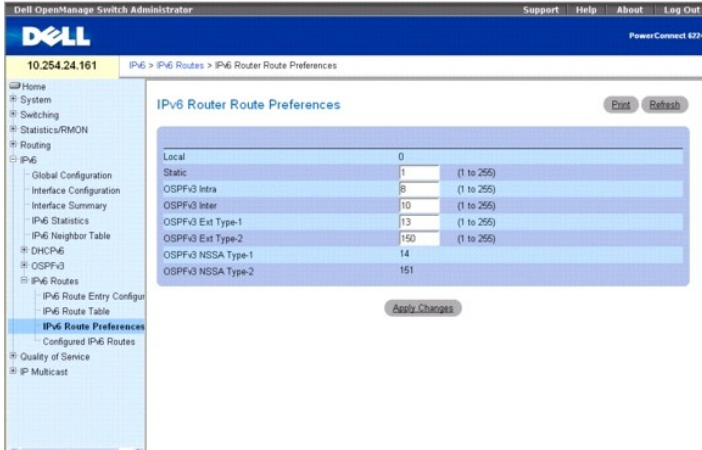 Dell OpenManage Switch Administrator
Support Help About Log Out
DELL
PowerConnect 622
10.254.24.161
IPv6 > IPv6 Routes > IPv6 Router Route Preferences
Home
System
Switching
Statistics/RMON
Routing
IPv6
Global Configuration
Interface Configuration
Interface Summary
IPv6 Statistics
IPv6 Neighbor Table
DHCPv6
OSPFv3
IPv6 Routes
IPv6 Route Entry Configur
IPv6 Route Table
IPv6 Route Preferences
Configured IPv6 Routes
Quality of Service
IP Multicast
IPv6 Router Route Preferences
Print Refresh
Local 0
Static 1 (1 to 255)
OSPFv3 Intra 8 (1 to 255)
OSPFv3 Inter 10 (1 to 255)
OSPFv3 Ext Type-1 13 (1 to 255)
OSPFv3 Ext Type-2 150 (1 to 255)
OSPFv3 NSSA Type-1 14
OSPFv3 NSSA Type-2 151
Apply Changes